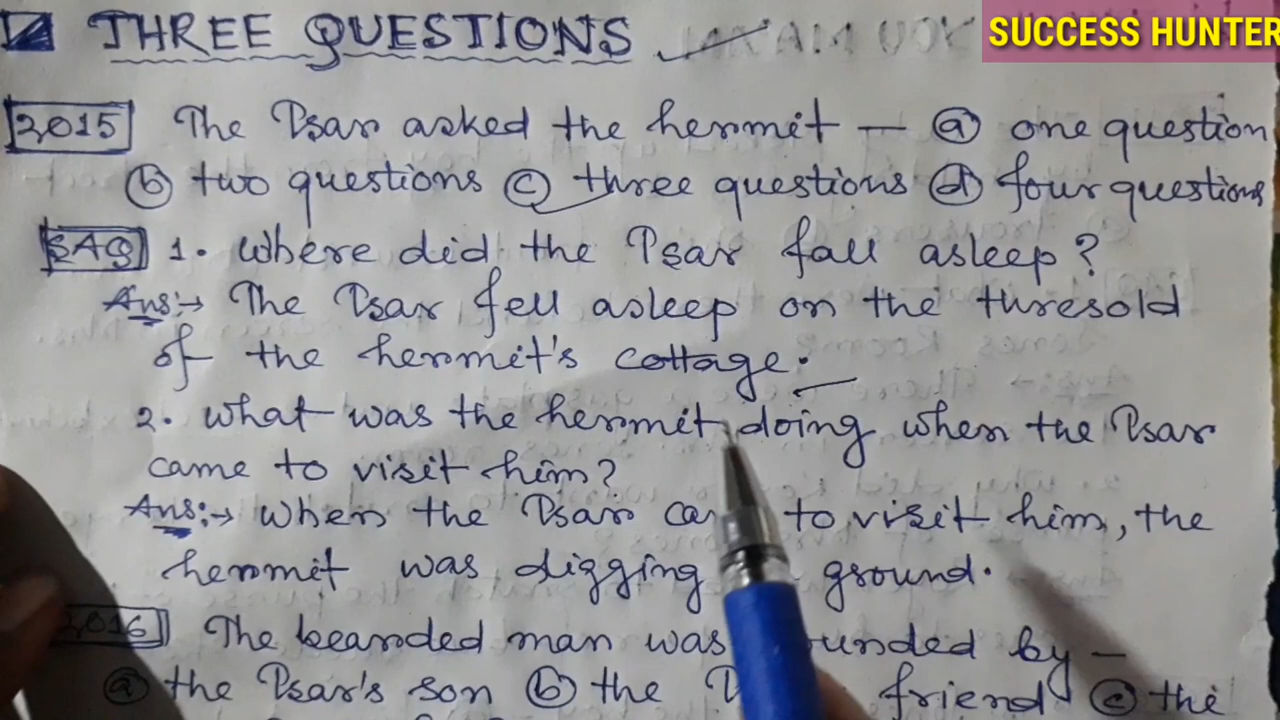 THREE QUESTIONS
SUCCESS HUNTER
2015 The Tsar asked the hermit — (a) one question
(b) two questions (c) three questions (d) four questions
SAQ 1. Where did the Tsar fall asleep?
Ans:→ The Tsar fell asleep on the thresold
of the hermit's cottage.
2. What was the hermit doing when the Tsar
came to visit him?
Ans:→ When the Tsar to visit him, the
hermit was digging ground.
2016 The bearded man was by —
(a) the Tsar's son (b) the friend (c) the